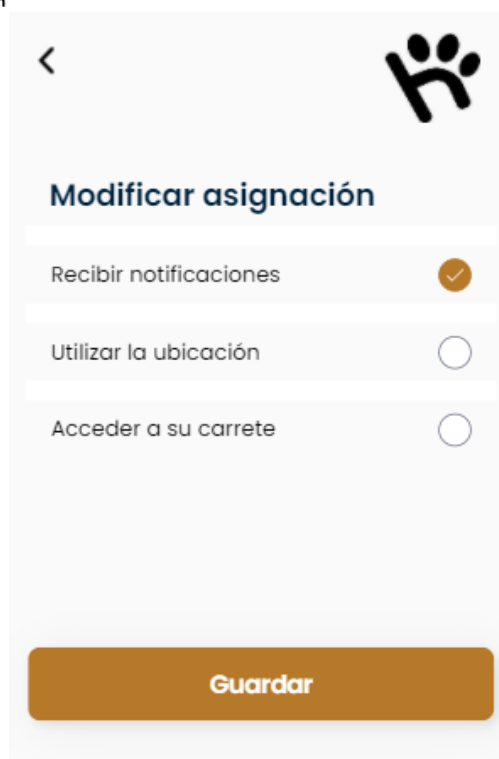 Modificar asignación
Recibir notificaciones
Utilizar la ubicación
Acceder a su carrete
Guardar